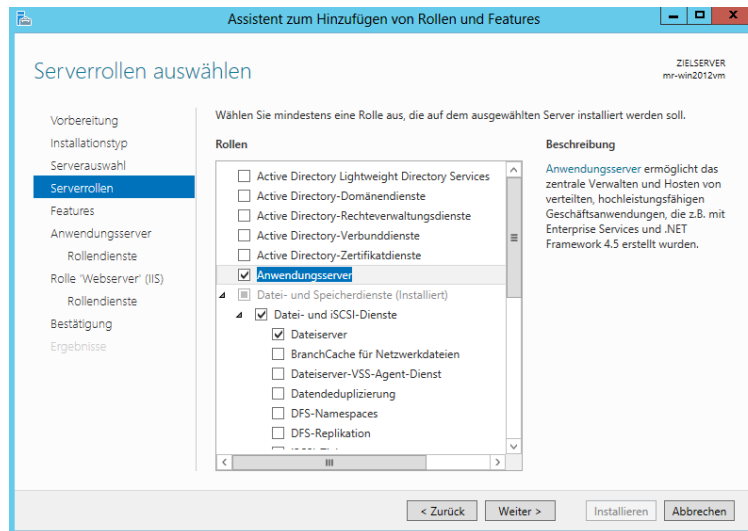 Assistent zum Hinzufügen von Rollen und Features
Serverrollen auswählen
ZIELSERVER
mr-win2012vm
Vorbereitung
Installationstyp
Serverauswahl
Serverrollen
Features
Anwendungsserver
Rollendienste
Rolle 'Webserver' (IIS)
Rollendienste
Bestätigung
Ergebnisse
Wählen Sie mindestens eine Rolle aus, die auf dem ausgewählten Server installiert werden soll.
Rollen
Active Directory Lightweight Directory Services
Active Directory-Domänendienste
Active Directory-Rechteverwaltungsdienste
Active Directory-Verbunddienste
Active Directory-Zertifikatdienste
Anwendungsserver
Datei- und Speicherdienste (Installiert)
Datei- und iSCSI-Dienste
Dateiserver
BranchCache für Netzwerkdateien
Dateiserver-VSS-Agent-Dienst
Datendeduplizierung
DFS-Namespaces
DFS-Replikation
Beschreibung
Anwendungsserver ermöglicht das
zentrale Verwalten und Hosten von
verteilten, hochleistungsfähigen
Geschäftsanwendungen, die z.B. mit
Enterprise Services und .NET
Framework 4.5 erstellt wurden.
< Zurück
Weiter >
Installieren
Abbrechen